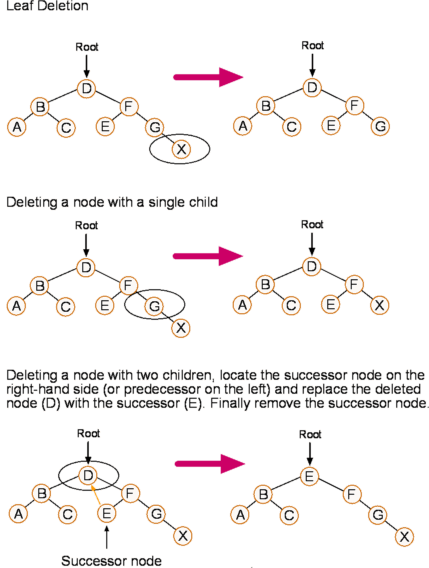 Leaf Deletion
Root Root
D D
B F B F
A C E G A C E G
X
Deleting a node with a single child
Root Root
D D
B F B F
A C E G A C E X
X
Deleting a node with two children, locate the successor node on the
right-hand side (or predecessor on the left) and replace the deleted
node (D) with the successor (E). Finally remove the successor node.
Root Root
D E
B F B F
A C E G A C G
X X
Successor node